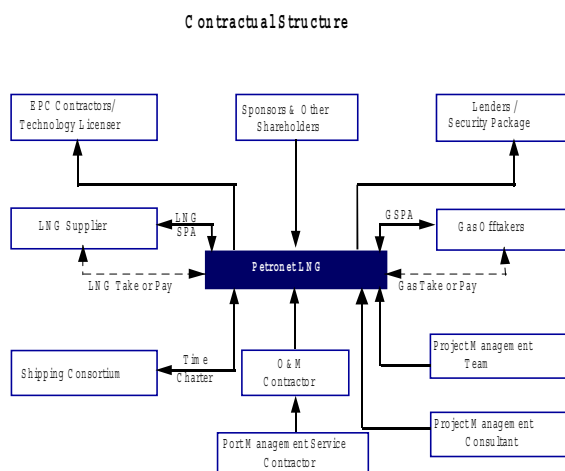 Contractual Structure
EPC Contractors/
Technology Licenser
Sponsors & Other
Shareholders
Lenders /
Security Package
LNG Supplier
LNG
SPA
GSPA
Gas Offtakers
Petronet LNG
LNG Take or Pay
Gas Take or Pay
Shipping Consortium
Time
Charter
O & M
Contractor
Project Management
Team
Port Management Service
Contractor
Project Management
Consultant